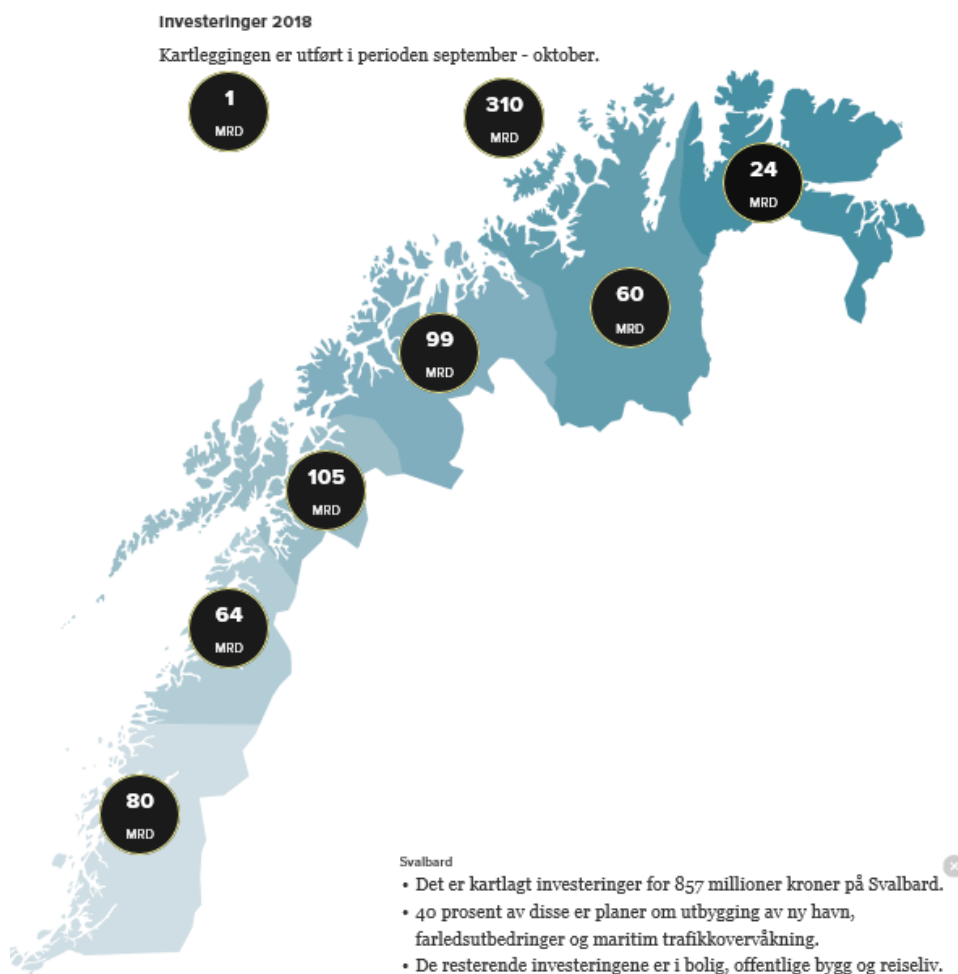 Investeringer 2018
Kartleggingen er utført i perioden september - oktober.
1
MRD
310
MRD
24
MRD
60
MRD
99
MRD
105
MRD
64
MRD
80
MRD
Svalbard
• Det er kartlagt investeringer for 857 millioner kroner på Svalbard.
• 40 prosent av disse er planer om utbygging av ny havn,
farledsutbedringer og maritim trafikkovervåkning.
• De resterende investeringene er i bolig, offentlige bygg og reiseliv.